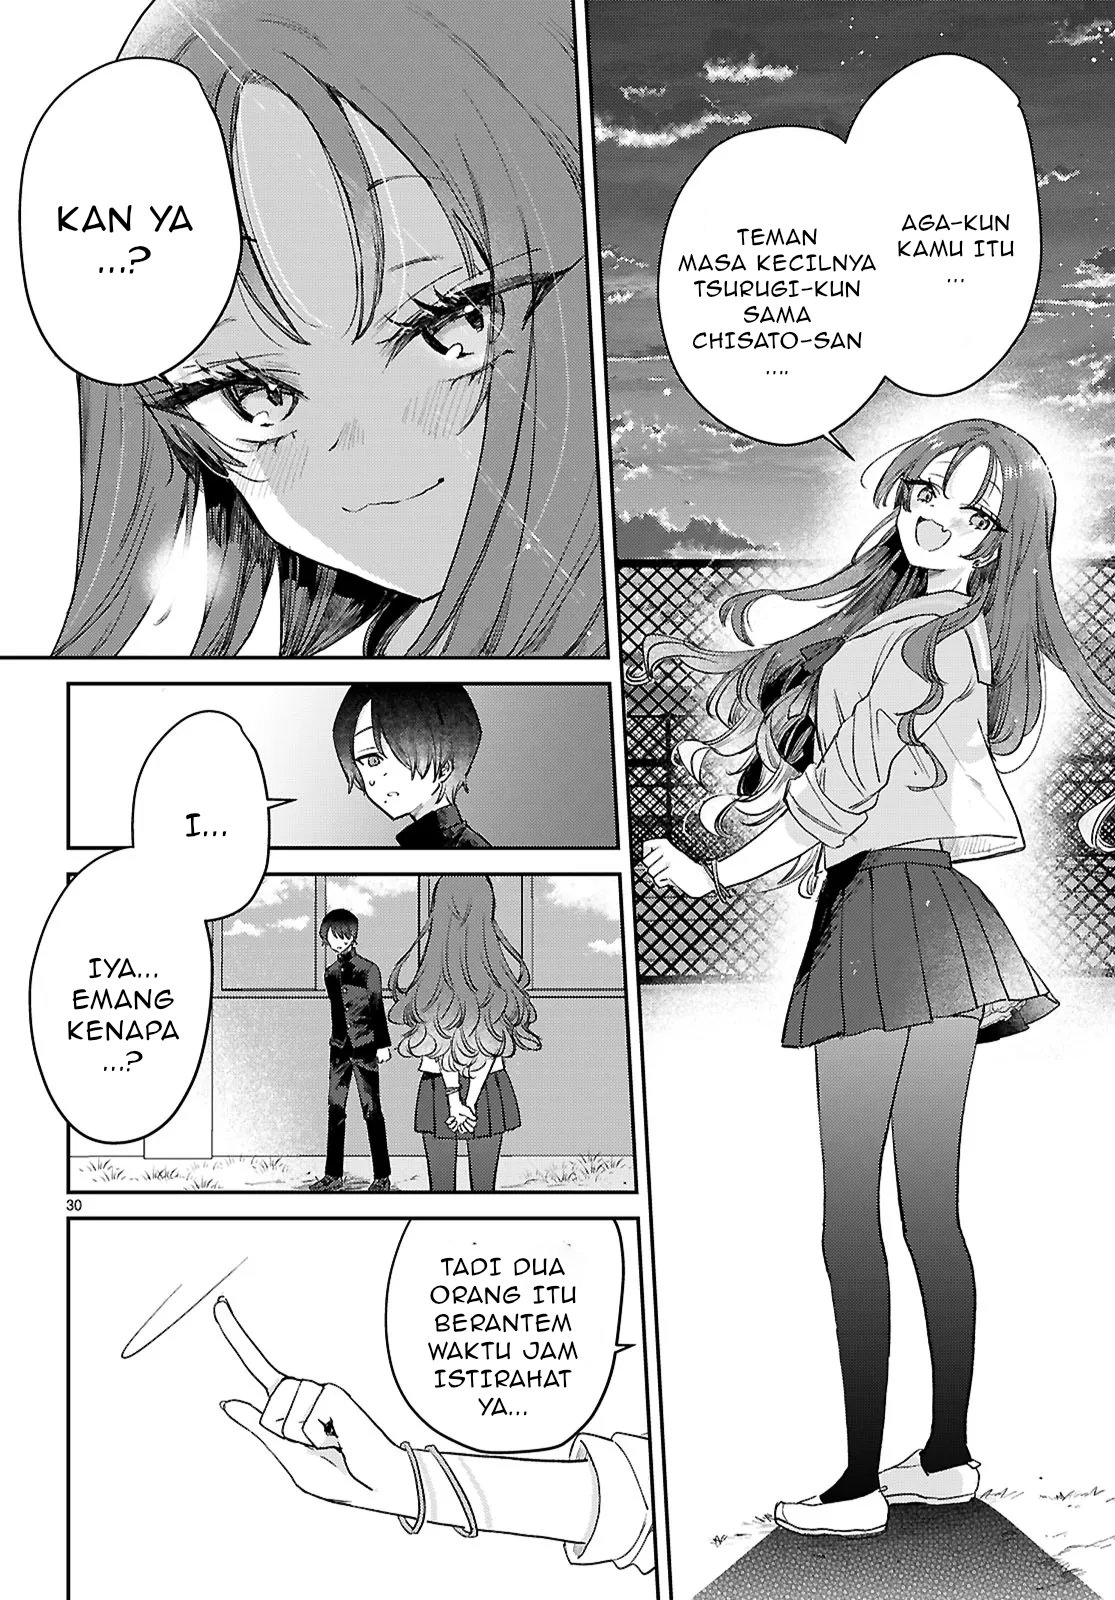 AGA-KUN
KAMU ITU
...
TEMAN
MASA KECILNYA
TSURUGI-KUN
SAMA
CHISATO-SAN
....
KAN YA
....?
I...
IYA...
EMANG
KENAPA
...?
30
TADI DUA
ORANG ITU
BERANTEM
WAKTU JAM
ISTIRAHAT
YA...